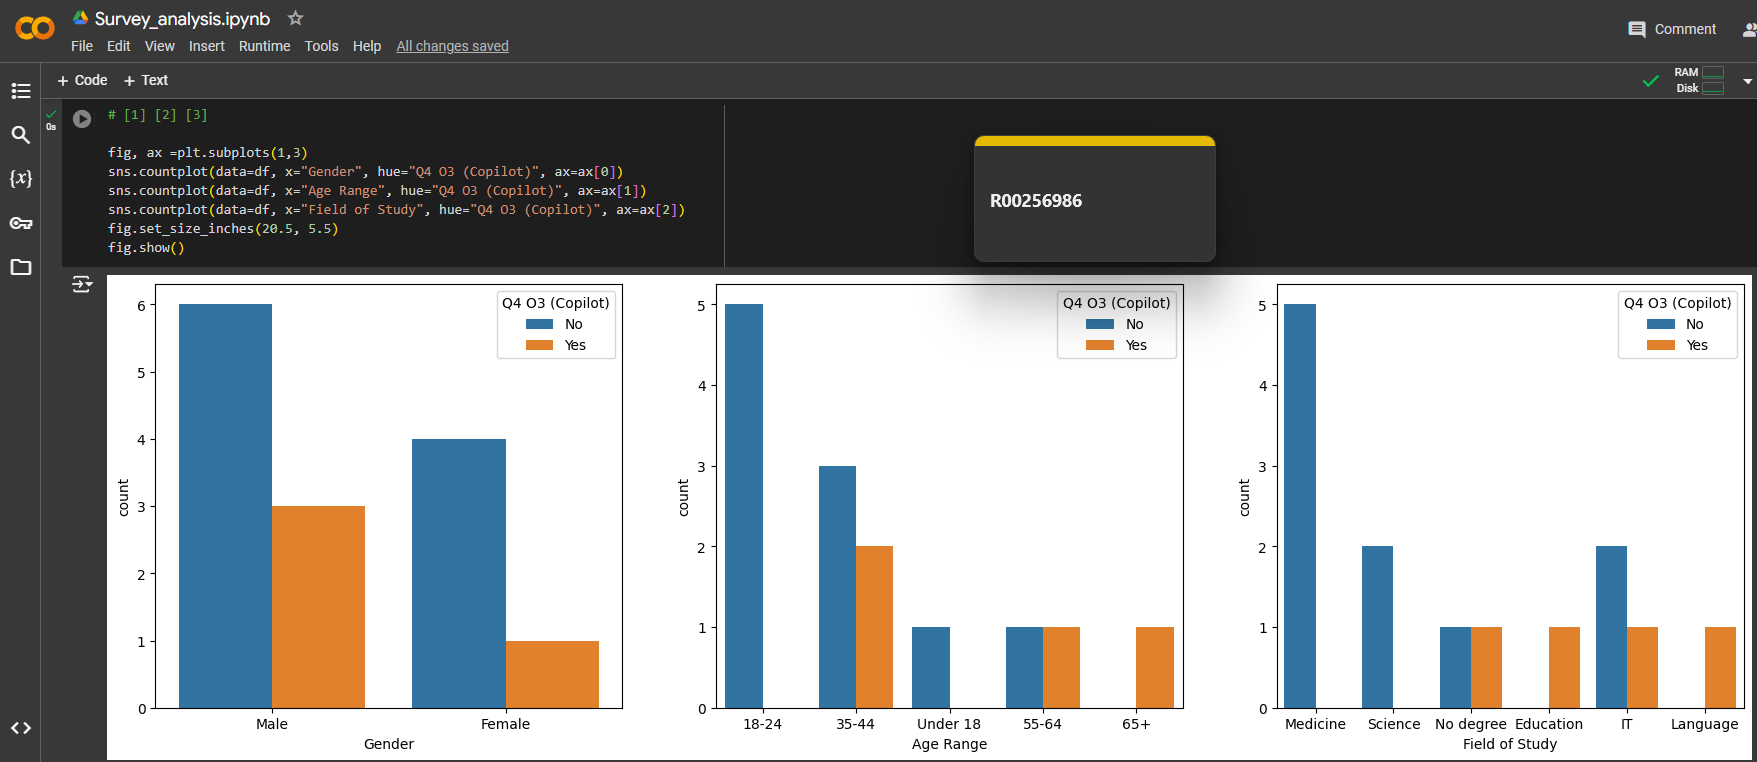 Survey_analysis.ipynb
File Edit View Insert Runtime Tools Help All changes saved
Comment
+ Code + Text
RAM
Disk
0s
# [1] [2] [3]
fig, ax =plt.subplots(1,3)
sns.countplot(data=df, x="Gender", hue="Q4 O3 (Copilot)", ax=ax[0])
sns.countplot(data=df, x="Age Range", hue="Q4 O3 (Copilot)", ax=ax[1])
sns.countplot(data=df, x="Field of Study", hue="Q4 O3 (Copilot)", ax=ax[2])
fig.set_size_inches(20.5, 5.5)
fig.show()
R00256986
{x}
Q4 O3 (Copilot)
No
Yes
6
5
4
3
2
1
0
count
Male Female
Gender
Q4 O3 (Copilot)
No
Yes
5
4
3
2
1
0
count
18-24 35-44 Under 18 55-64 65+
Age Range
Q4 O3 (Copilot)
No
Yes
5
4
3
2
1
0
count
Medicine Science No degree Education IT Language
Field of Study